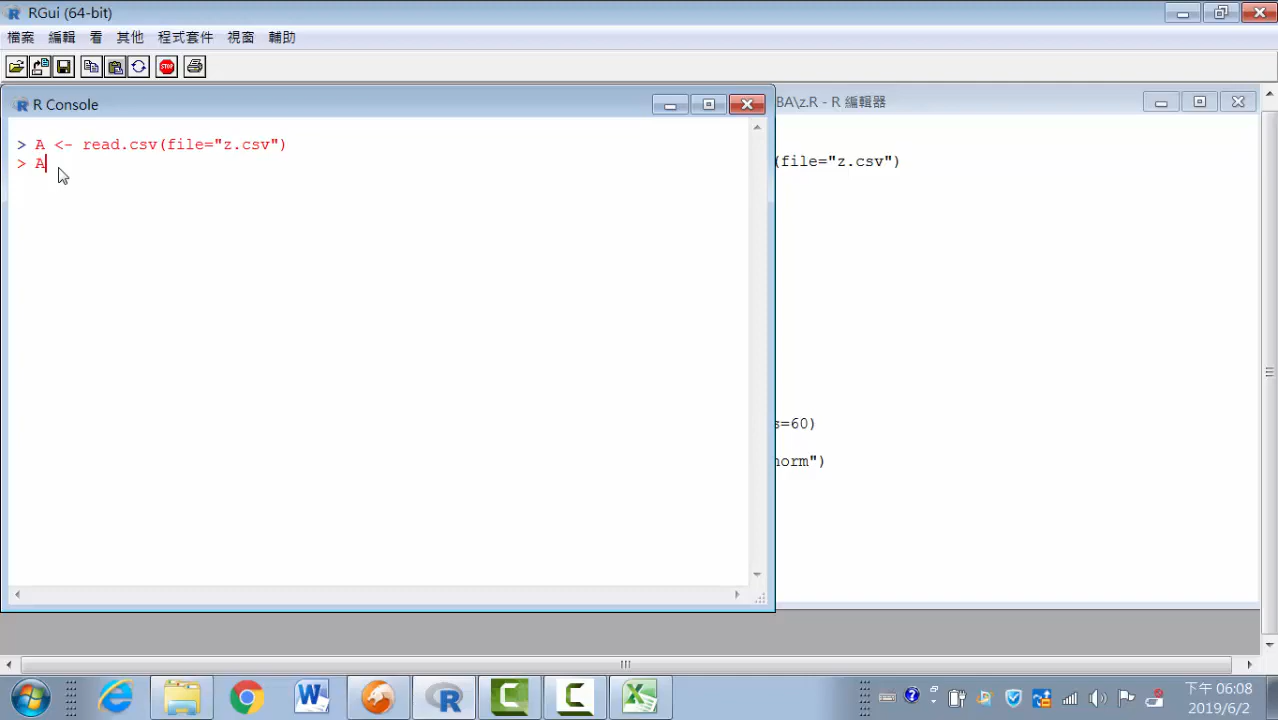 RGui (64-bit)
檔案 編輯 看 其他 程式套件 視窗 輔助
STOP
R Console
BA\z.R - R 編輯器
> A <- read.csv(file="z.csv")
> A
(file="z.csv")
s=60)
norm")
下午 06:08
2019/6/2